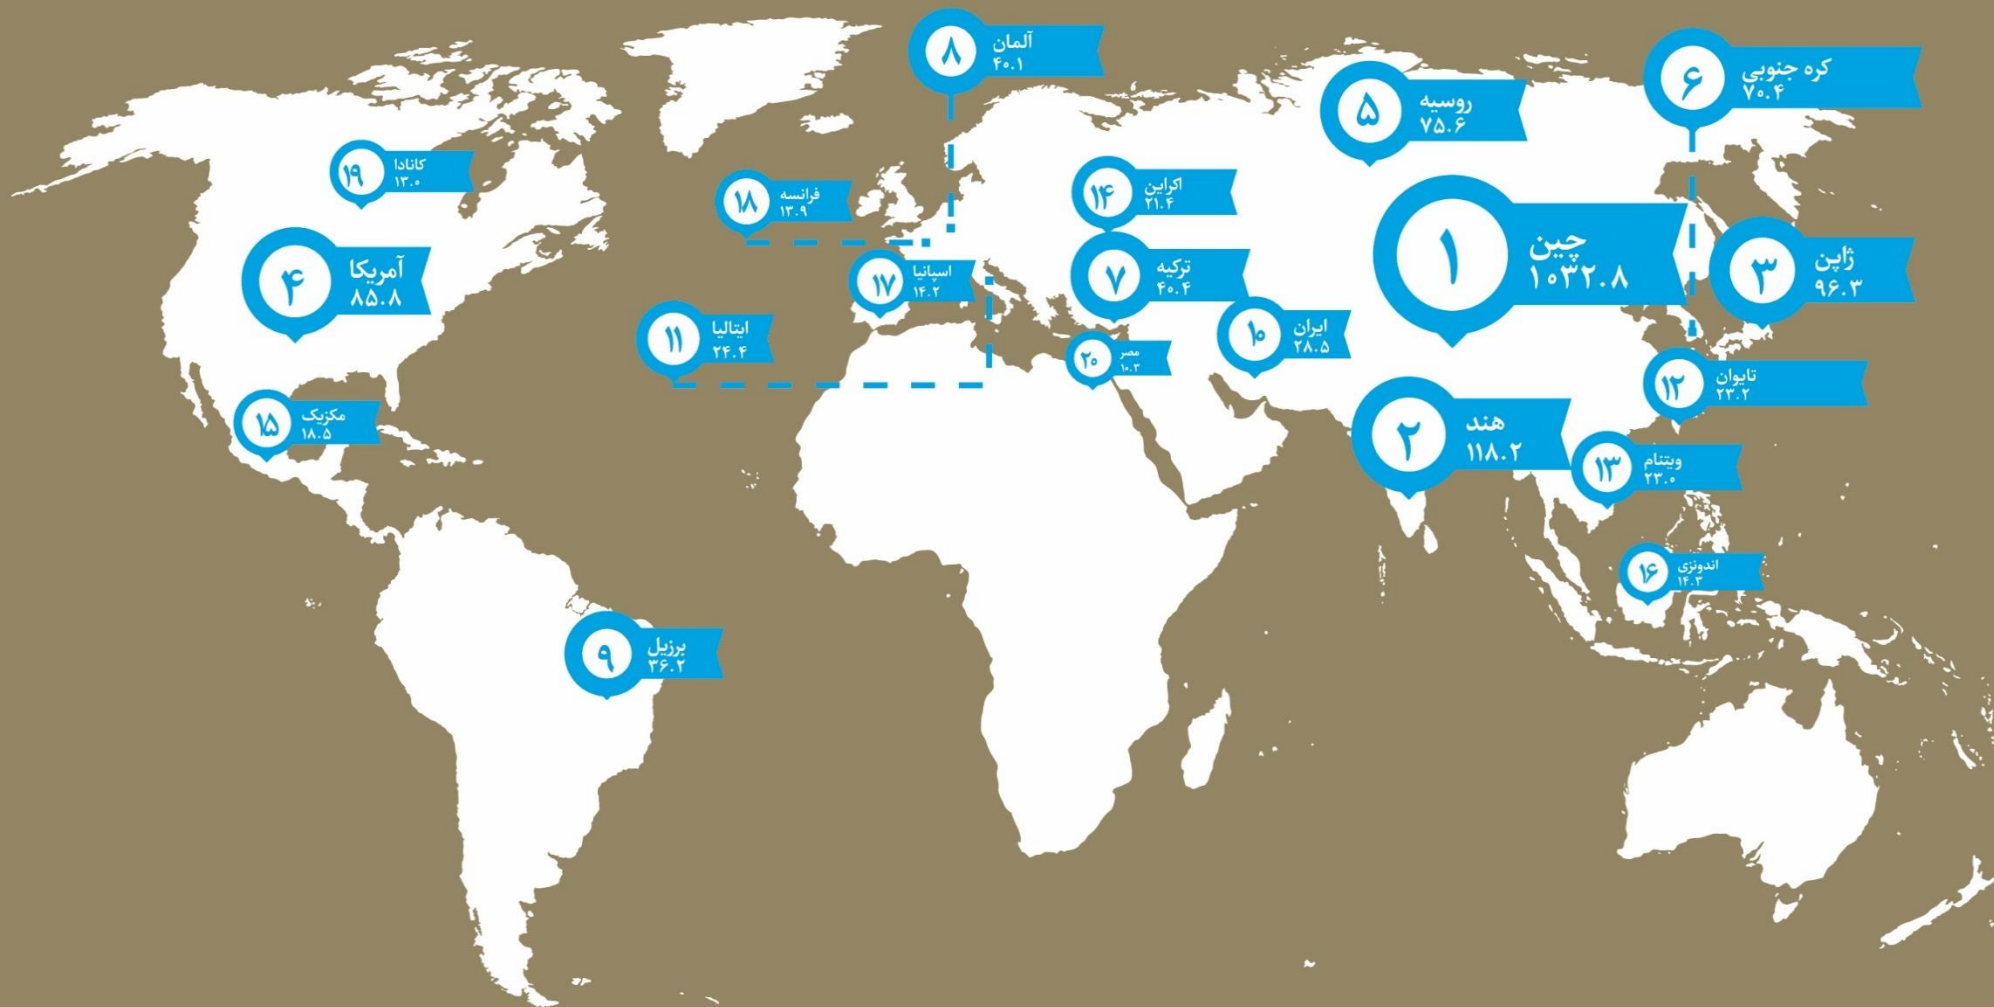 ۸
آلمان
۴۰.۱
۶
کره جنوبی
۷۰.۴
۵
روسیه
۷۵.۶
۱۹
کانادا
۱۳.۰
۱۸
فرانسه
۱۳.۹
۱۴
اکراین
۲۱.۴
۱
چین
۱۰۳۲.۸
۳
ژاپن
۹۶.۳
۴
آمریکا
۸۵.۸
۱۷
اسپانیا
۱۴.۲
۷
ترکیه
۴۰.۴
۱۱
ایتالیا
۲۴.۴
۲۰
مصر
۱۰.۳
۱۰
ایران
۲۸.۵
۱۲
تایوان
۲۳.۲
۱۵
مکزیک
۱۸.۵
۲
هند
۱۱۸.۲
۱۳
ویتنام
۲۳.۰
۱۶
اندونزی
۱۴.۳
۹
برزیل
۳۶.۲